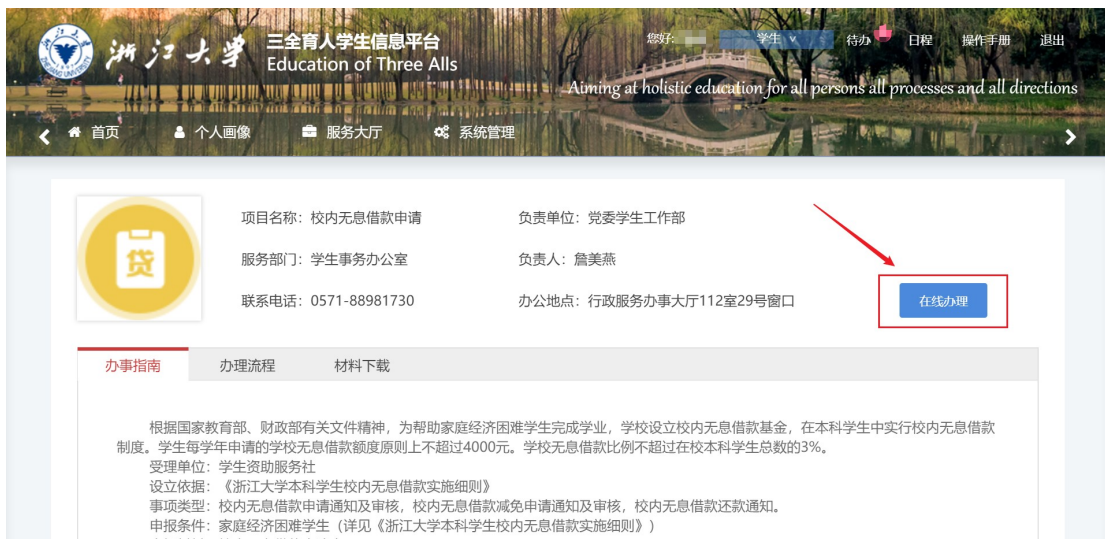 浙江大学
三全育人学生信息平台
Education of Three Alls
您好: 学生 ∨ 待办 日程 操作手册 退出
Aiming at holistic education for all persons all processes and all directions
首页 个人画像 服务大厅 系统管理
贷
项目名称：校内无息借款申请 负责单位：党委学生工作部
服务部门：学生事务办公室 负责人：詹美燕
联系电话：0571-88981730 办公地点：行政服务办事大厅112室29号窗口
在线办理
办事指南 办理流程 材料下载
根据国家教育部、财政部有关文件精神，为帮助家庭经济困难学生完成学业，学校设立校内无息借款基金，在本科学生中实行校内无息借款
制度。学生每学年申请的学校无息借款额度原则上不超过4000元。学校无息借款比例不超过在校本科学生总数的3%。
受理单位：学生资助服务社
设立依据：《浙江大学本科学生校内无息借款实施细则》
事项类型：校内无息借款申请通知及审核，校内无息借款减免申请通知及审核，校内无息借款还款通知。
申报条件：家庭经济困难学生（详见《浙江大学本科学生校内无息借款实施细则》）